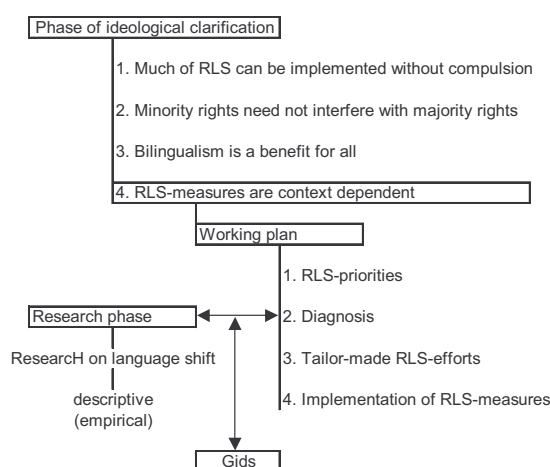 Phase of ideological clarification
1. Much of RLS can be implemented without compulsion
2. Minority rights need not interfere with majority rights
3. Bilingualism is a benefit for all
4. RLS-measures are context dependent
Working plan
1. RLS-priorities
Research phase
2. Diagnosis
ResearcH on language shift
3. Tailor-made RLS-efforts
descriptive
(empirical)
4. Implementation of RLS-measures
Gids